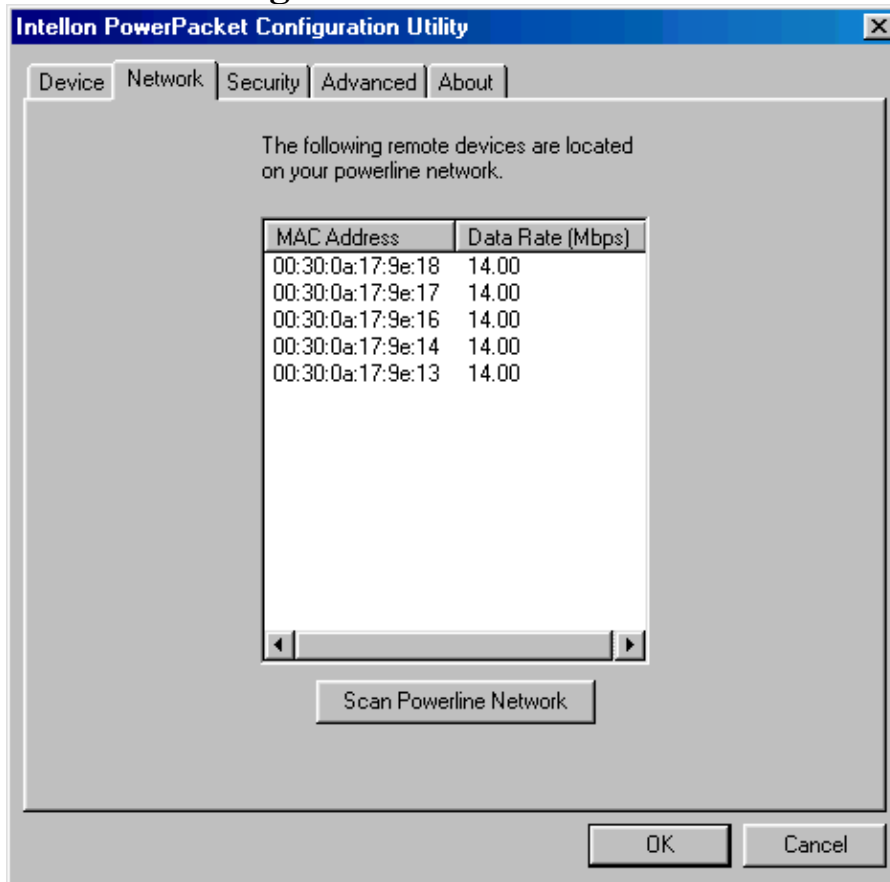 Intellon PowerPacket Configuration Utility
Device Network Security Advanced About
The following remote devices are located
on your powerline network.
MAC Address Data Rate (Mbps)
00:30:0a:17:9e:18 14.00
00:30:0a:17:9e:17 14.00
00:30:0a:17:9e:16 14.00
00:30:0a:17:9e:14 14.00
00:30:0a:17:9e:13 14.00
Scan Powerline Network
OK Cancel